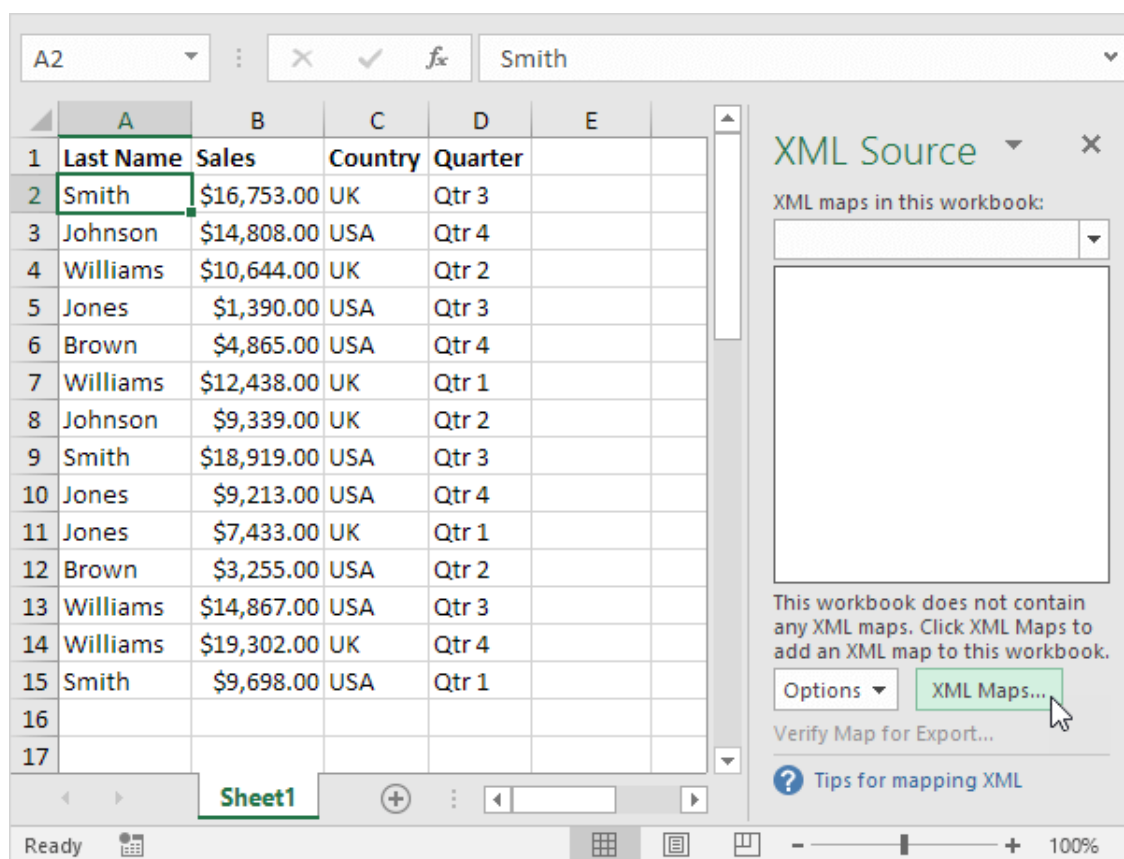 A2 fx Smith
A B C D E
1 Last Name Sales Country Quarter
2 Smith $16,753.00 UK Qtr 3
3 Johnson $14,808.00 USA Qtr 4
4 Williams $10,644.00 UK Qtr 2
5 Jones $1,390.00 USA Qtr 3
6 Brown $4,865.00 USA Qtr 4
7 Williams $12,438.00 UK Qtr 1
8 Johnson $9,339.00 UK Qtr 2
9 Smith $18,919.00 USA Qtr 3
10 Jones $9,213.00 USA Qtr 4
11 Jones $7,433.00 UK Qtr 1
12 Brown $3,255.00 USA Qtr 2
13 Williams $14,867.00 USA Qtr 3
14 Williams $19,302.00 UK Qtr 4
15 Smith $9,698.00 USA Qtr 1
16
17
Sheet1
XML Source
XML maps in this workbook:
This workbook does not contain
any XML maps. Click XML Maps to
add an XML map to this workbook.
Options XML Maps...
Verify Map for Export...
? Tips for mapping XML
Ready 100%